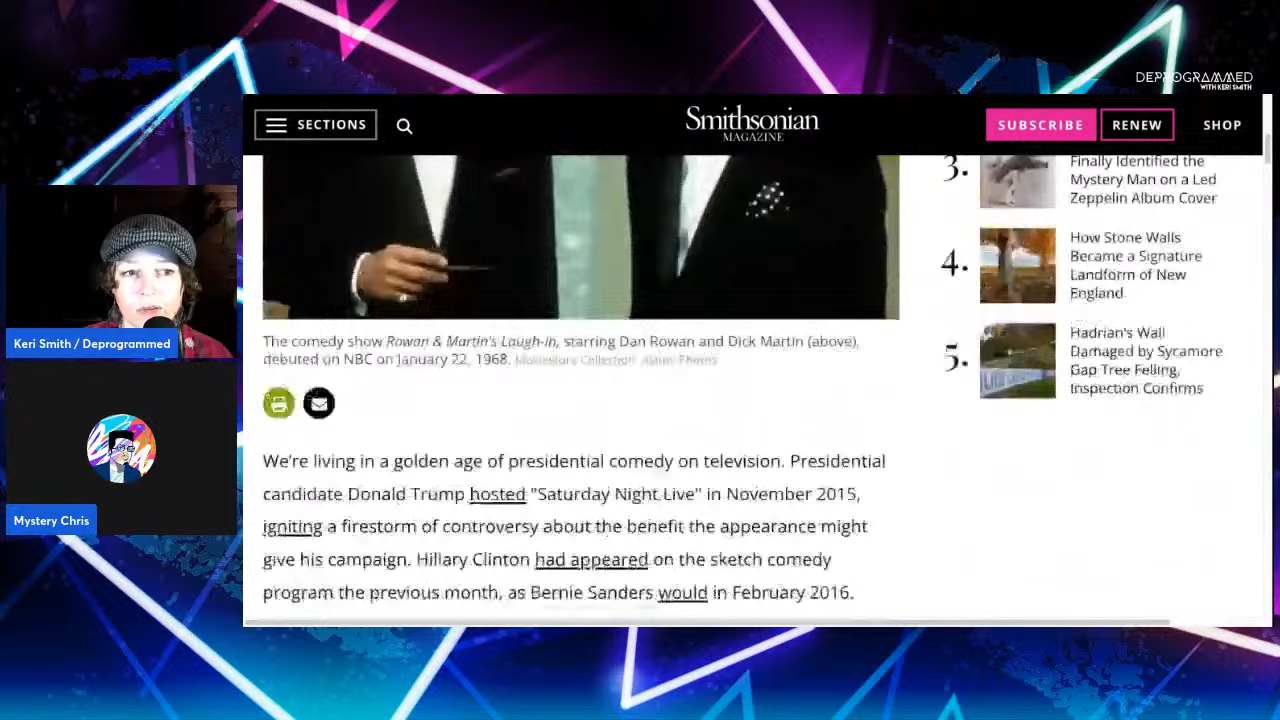 DEPROGRAMMED
WITH KERI SMITH
SECTIONS
Smithsonian
MAGAZINE
SUBSCRIBE
RENEW
SHOP
3.
Finally Identified the
Mystery Man on a Led
Zeppelin Album Cover
4.
How Stone Walls
Became a Signature
Landform of New
England
5.
Hadrian's Wall
Damaged by Sycamore
Gap Tree Felling,
Inspection Confirms
Keri Smith / Deprogrammed
Mystery Chris
The comedy show Rowan & Martin's Laugh-In, starring Dan Rowan and Dick Martin (above),
debuted on NBC on January 22, 1968. Moviestore Collection Alamy Photos
We're living in a golden age of presidential comedy on television. Presidential
candidate Donald Trump hosted "Saturday Night Live" in November 2015,
igniting a firestorm of controversy about the benefit the appearance might
give his campaign. Hillary Clinton had appeared on the sketch comedy
program the previous month, as Bernie Sanders would in February 2016.